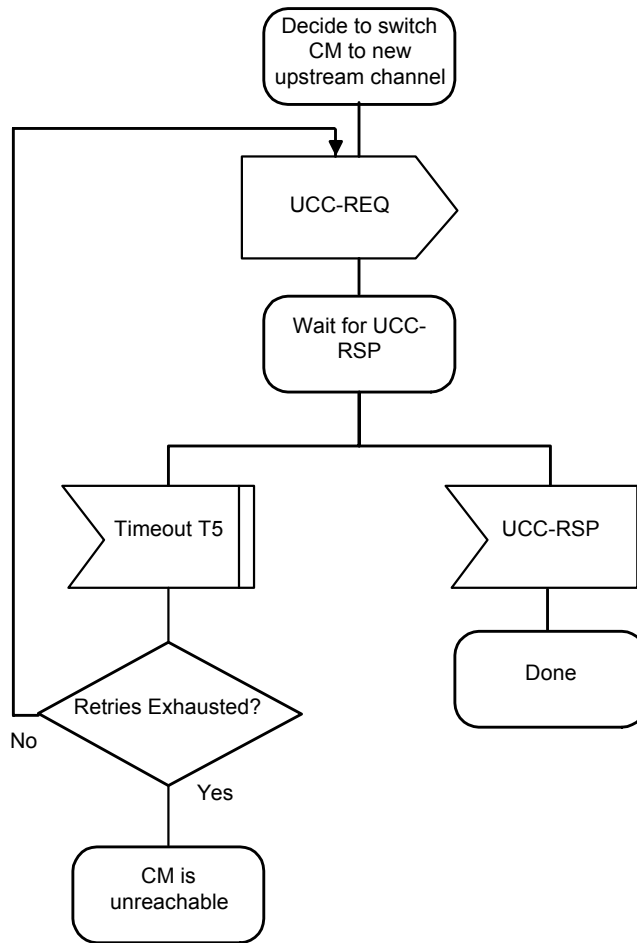 Decide to switch
CM to new
upstream channel
UCC-REQ
Wait for UCC-
RSP
Timeout T5
UCC-RSP
Retries Exhausted?
Done
No
Yes
CM is
unreachable